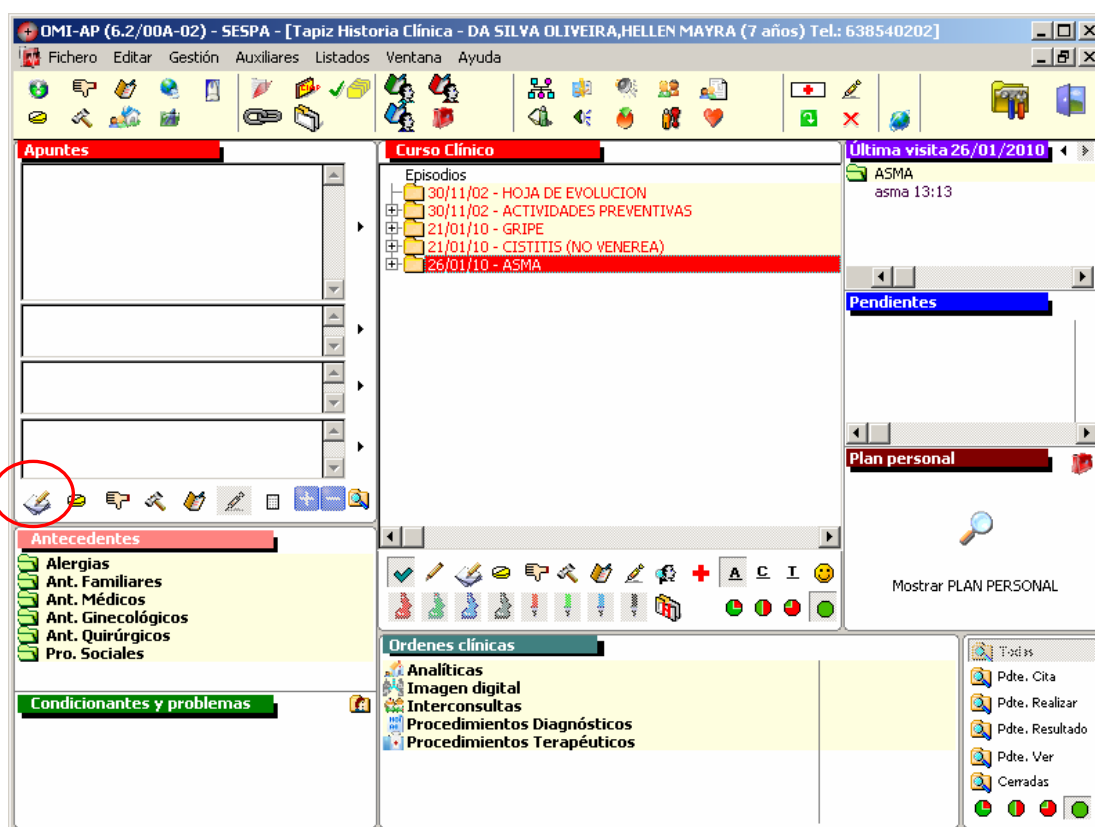 OMI-AP (6.2/00A-02) - SESPA - [Tapiz Historia Clínica - DA SILVA OLIVEIRA,HELLEN MAYRA (7 años) Tel.: 638540202]
Fichero Editar Gestión Auxiliares Listados Ventana Ayuda
Apuntes
Curso Clínico
Episodios
30/11/02 - HOJA DE EVOLUCION
30/11/02 - ACTIVIDADES PREVENTIVAS
21/01/10 - GRIPE
21/01/10 - CISTITIS (NO VENEREA)
26/01/10 - ASMA
Última visita 26/01/2010
ASMA
asma 13:13
Pendientes
Plan personal
Mostrar PLAN PERSONAL
Antecedentes
Alergias
Ant. Familiares
Ant. Médicos
Ant. Ginecológicos
Ant. Quirúrgicos
Pro. Sociales
Condicionantes y problemas
A C I
Ordenes clínicas
Analíticas
Imagen digital
Interconsultas
Procedimientos Diagnósticos
Procedimientos Terapéuticos
Todas
Pdte. Cita
Pdte. Realizar
Pdte. Resultado
Pdte. Ver
Cerradas